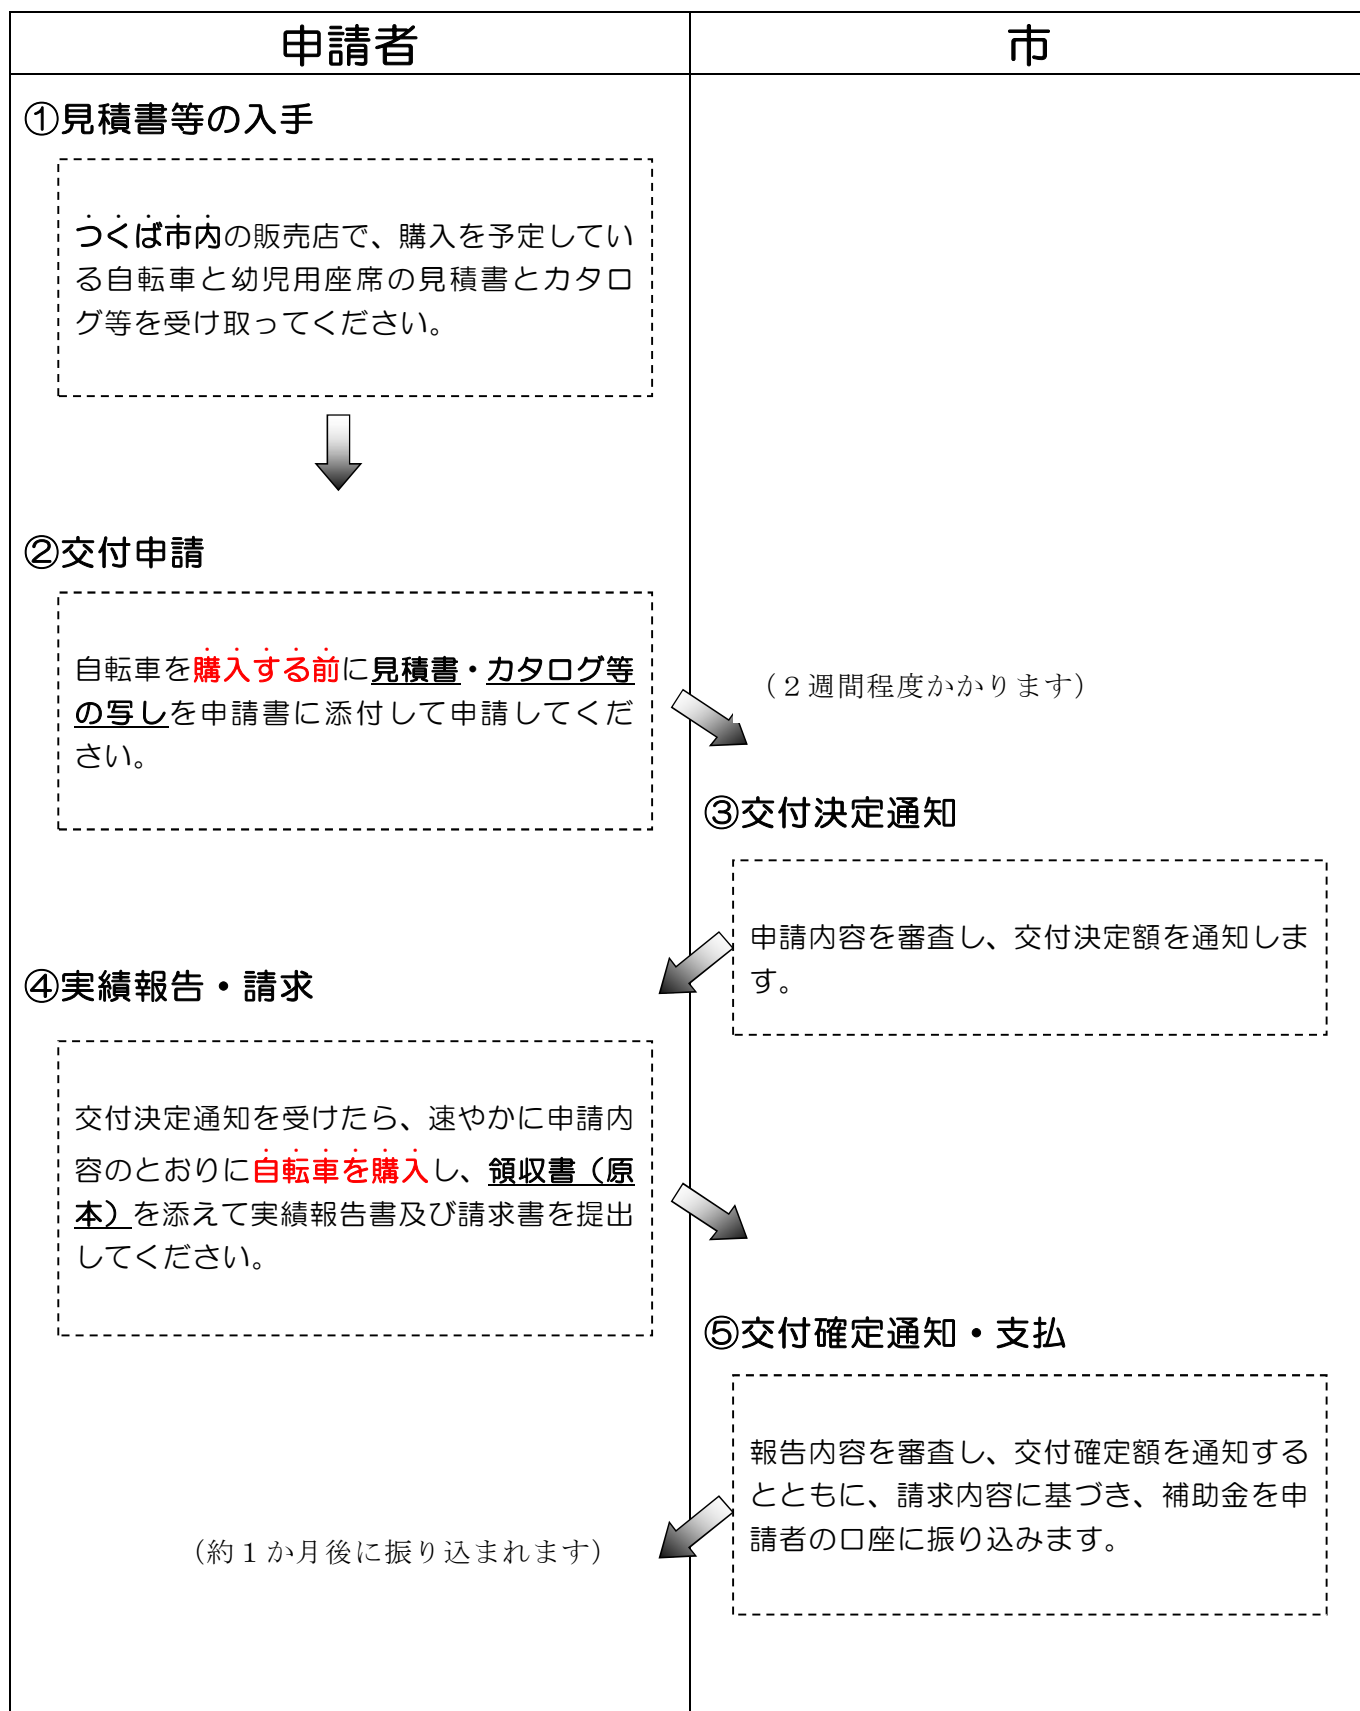 申請者
市
①見積書等の入手
つくば市内の販売店で、購入を予定してい
る自転車と幼児用座席の見積書とカタロ
グ等を受け取ってください。
②交付申請
自転車を購入する前に見積書・カタログ等
の写しを申請書に添付して申請してくだ
さい。
（２週間程度かかります）
③交付決定通知
申請内容を審査し、交付決定額を通知しま
す。
④実績報告・請求
交付決定通知を受けたら、速やかに申請内
容のとおりに自転車を購入し、領収書（原
本）を添えて実績報告書及び請求書を提出
してください。
⑤交付確定通知・支払
報告内容を審査し、交付確定額を通知する
とともに、請求内容に基づき、補助金を申
請者の口座に振り込みます。
（約１か月後に振り込まれます）